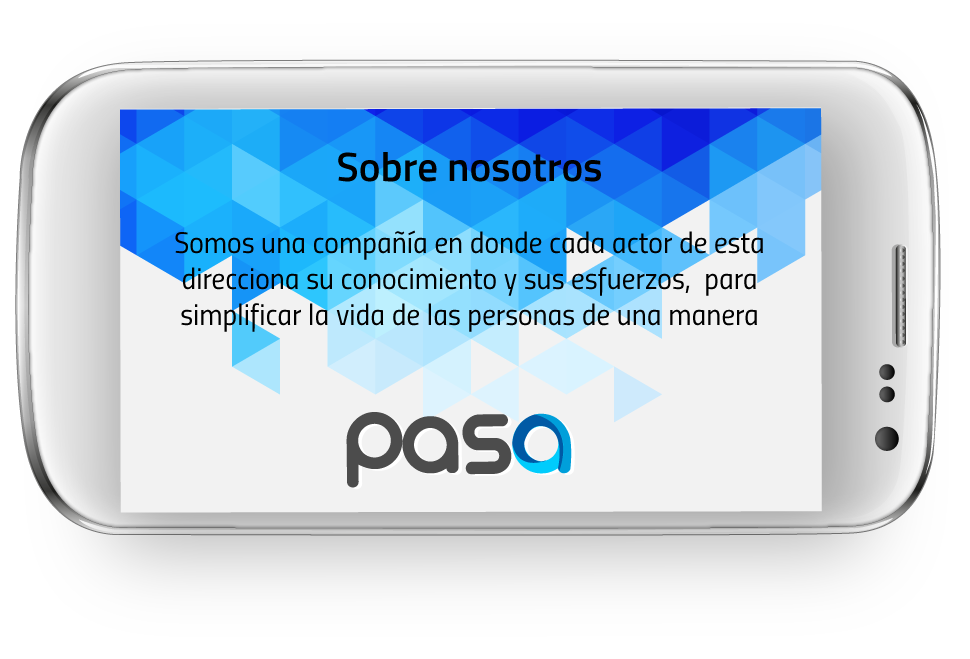 Sobre nosotros
Somos una compañía en donde cada actor de esta
direcciona su conocimiento y sus esfuerzos,  para
simplificar la vida de las personas de una manera
pasa